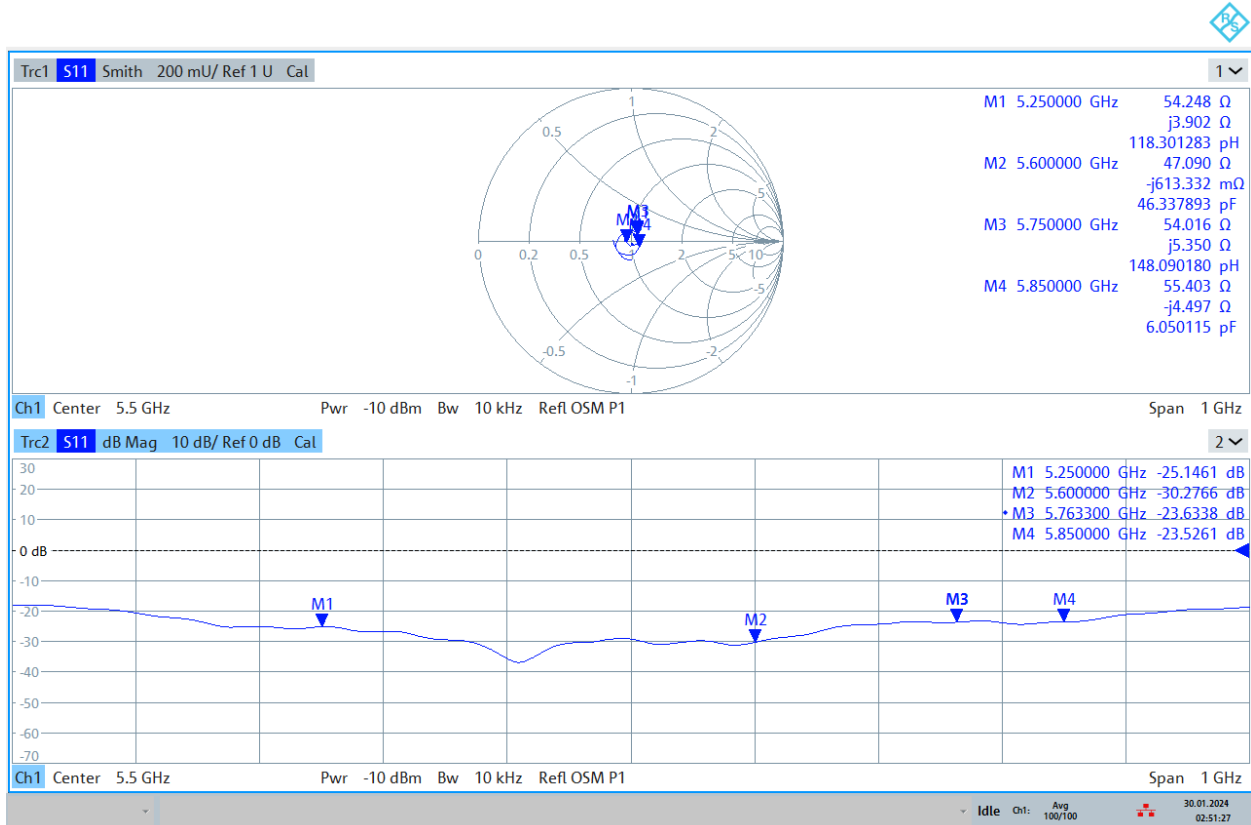 R S
Trc1 S11 Smith 200 mU/ Ref 1 U Cal 1
M1 5.250000 GHz 54.248 Ω
j3.902 Ω
118.301283 pH
M2 5.600000 GHz 47.090 Ω
-j613.332 mΩ
46.337893 pF
M3 5.750000 GHz 54.016 Ω
j5.350 Ω
148.090180 pH
M4 5.850000 GHz 55.403 Ω
-j4.497 Ω
6.050115 pF
1
0.5 2
5
M3
4
0 0.2 0.5 2 5 10
-5
-0.5 -2
-1
Ch1 Center 5.5 GHz Pwr -10 dBm Bw 10 kHz Refl OSM P1 Span 1 GHz
Trc2 S11 dB Mag 10 dB/ Ref 0 dB Cal 2
30
20
10
0 dB
-10
-20
-30
-40
-50
-60
-70
M1 5.250000 GHz -25.1461 dB
M2 5.600000 GHz -30.2766 dB
M3 5.763300 GHz -23.6338 dB
M4 5.850000 GHz -23.5261 dB
M1 M2 M3 M4
Ch1 Center 5.5 GHz Pwr -10 dBm Bw 10 kHz Refl OSM P1 Span 1 GHz
Idle Ch1: Avg 100/100 30.01.2024
02:51:27